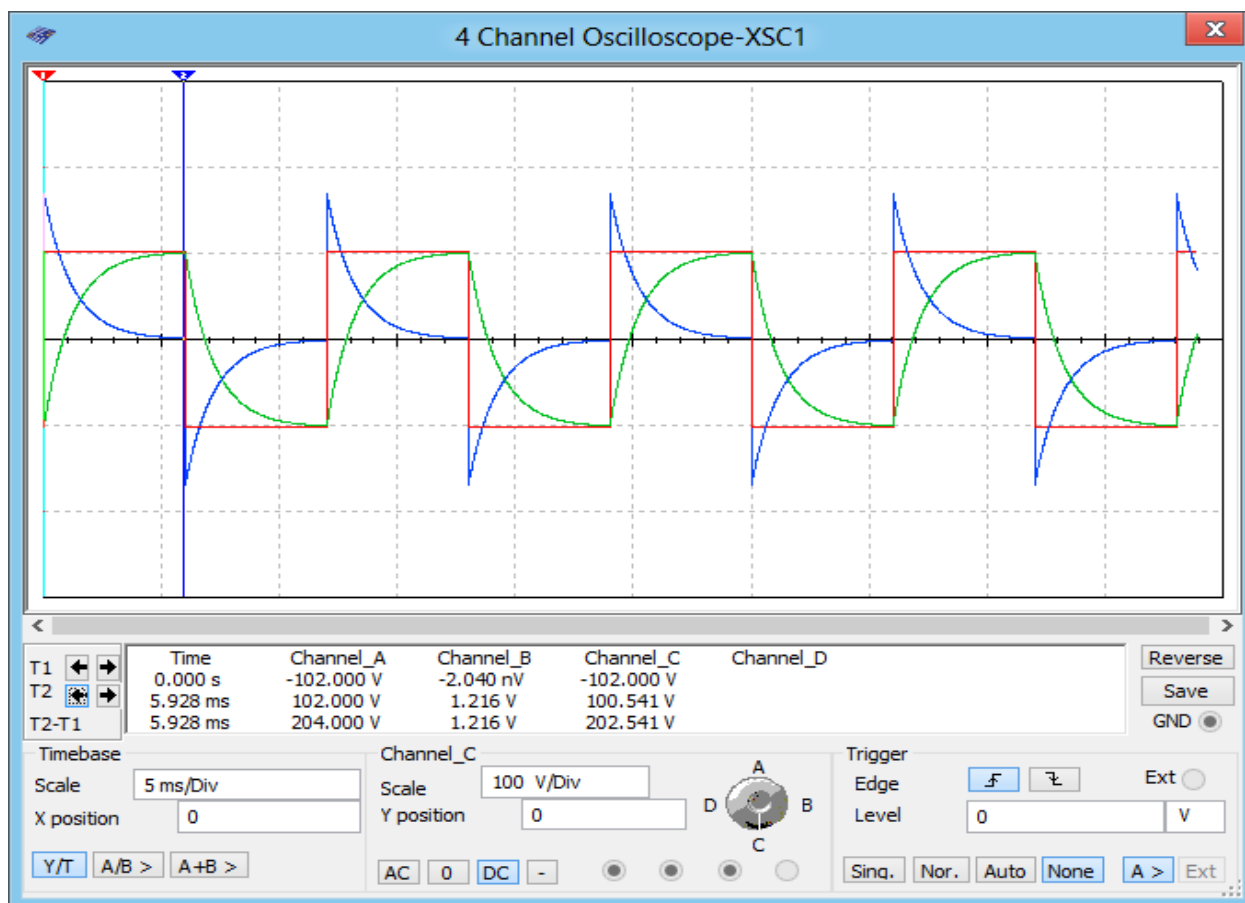 4 Channel Oscilloscope-XSC1
x
1 2
< >
Time Channel_A Channel_B Channel_C Channel_D
T1 0.000 s -102.000 V -2.040 nV -102.000 V
T2 5.928 ms 102.000 V 1.216 V 100.541 V
T2-T1 5.928 ms 204.000 V 1.216 V 202.541 V
Reverse
Save
GND
Timebase
Scale 5 ms/Div
X position 0
Y/T A/B > A+B >
Channel_C
Scale 100 V/Div
Y position 0
AC 0 DC -
A
D B
C
Trigger
Edge Ext
Level 0 V
Sing. Nor. Auto None A > Ext